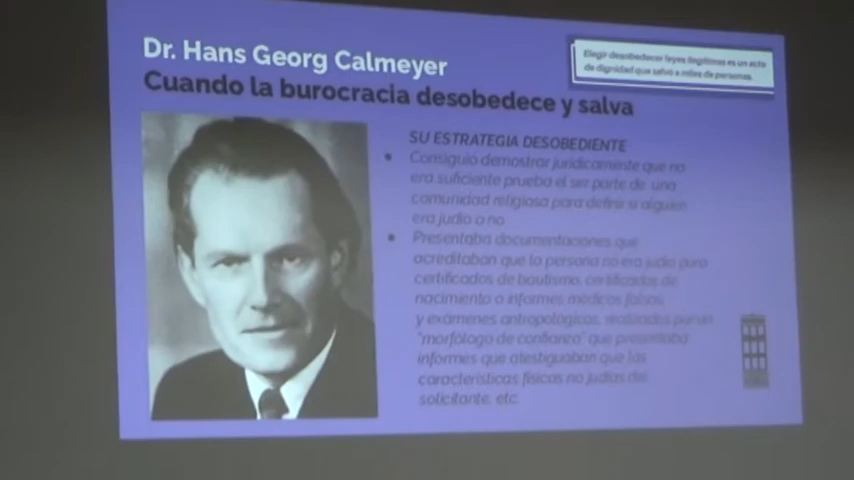 Dr. Hans Georg Calmeyer
Cuando la burocracia desobedece y salva
Elegir desobedecer leyes ilegítimas es un acto
de dignidad que salvó a miles de personas.
SU ESTRATEGIA DESOBEDIENTE
• Consiguió demostrar jurídicamente que no
era suficiente prueba el ser parte de una
comunidad religiosa para definir si alguien
era judío o no.
• Presentaba documentaciones que
acreditaban que la persona no era judío puro
certificados de bautismo, certificados de
nacimiento o informes médicos falsos
y exámenes antropológicos, realizados por un
"morfólogo de confianza" que presentaba
informes que atestiguaban que las
características físicas no judías del
solicitante, etc.